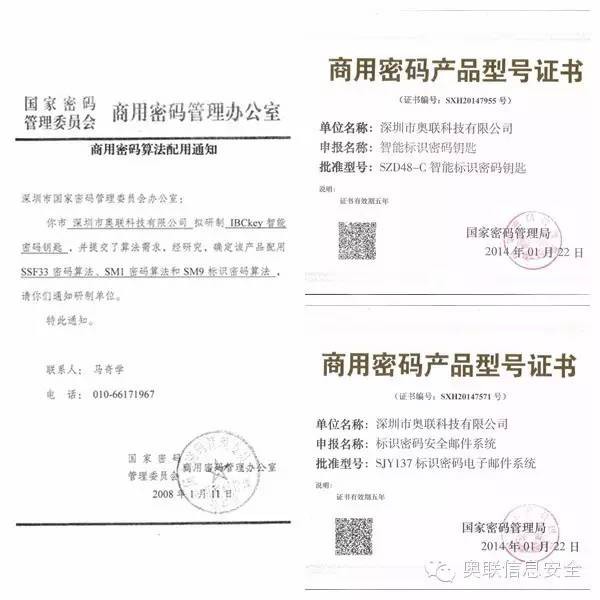 国家密码
管理委员会 商用密码管理办公室
商用密码算法配用通知
深圳市国家密码管理委员会办公室：
你市 深圳市奥联科技有限公司 拟研制 IBCkey 智能
密码钥匙 ，并提交了算法需求，经研究，确定该产品配用
SSF33 密码算法、SM1 密码算法和 SM9 标识密码算法 ，
请你们通知研制单位。
特此通知。
联系人： 马奇学
电 话： 010-66171967
国家密码
管理委员会 商用密码管理办公室
2008 年 1 月 11 日
商用密码产品型号证书
（证书编号：SXH20147955 号）
单位名称：深圳市奥联科技有限公司
申报名称：智能标识密码钥匙
批准型号：SZD48-C 智能标识密码钥匙
说明：
证书有效期五年
国家密码管理局
2014 年 01 月 22 日
商用密码产品型号证书
（证书编号：SXH20147571 号）
单位名称：深圳市奥联科技有限公司
申报名称：标识密码安全邮件系统
批准型号：SJY137 标识密码电子邮件系统
说明：
证书有效期五年
国家密码管理局
2014 年 01 月 22 日
奥联信息安全